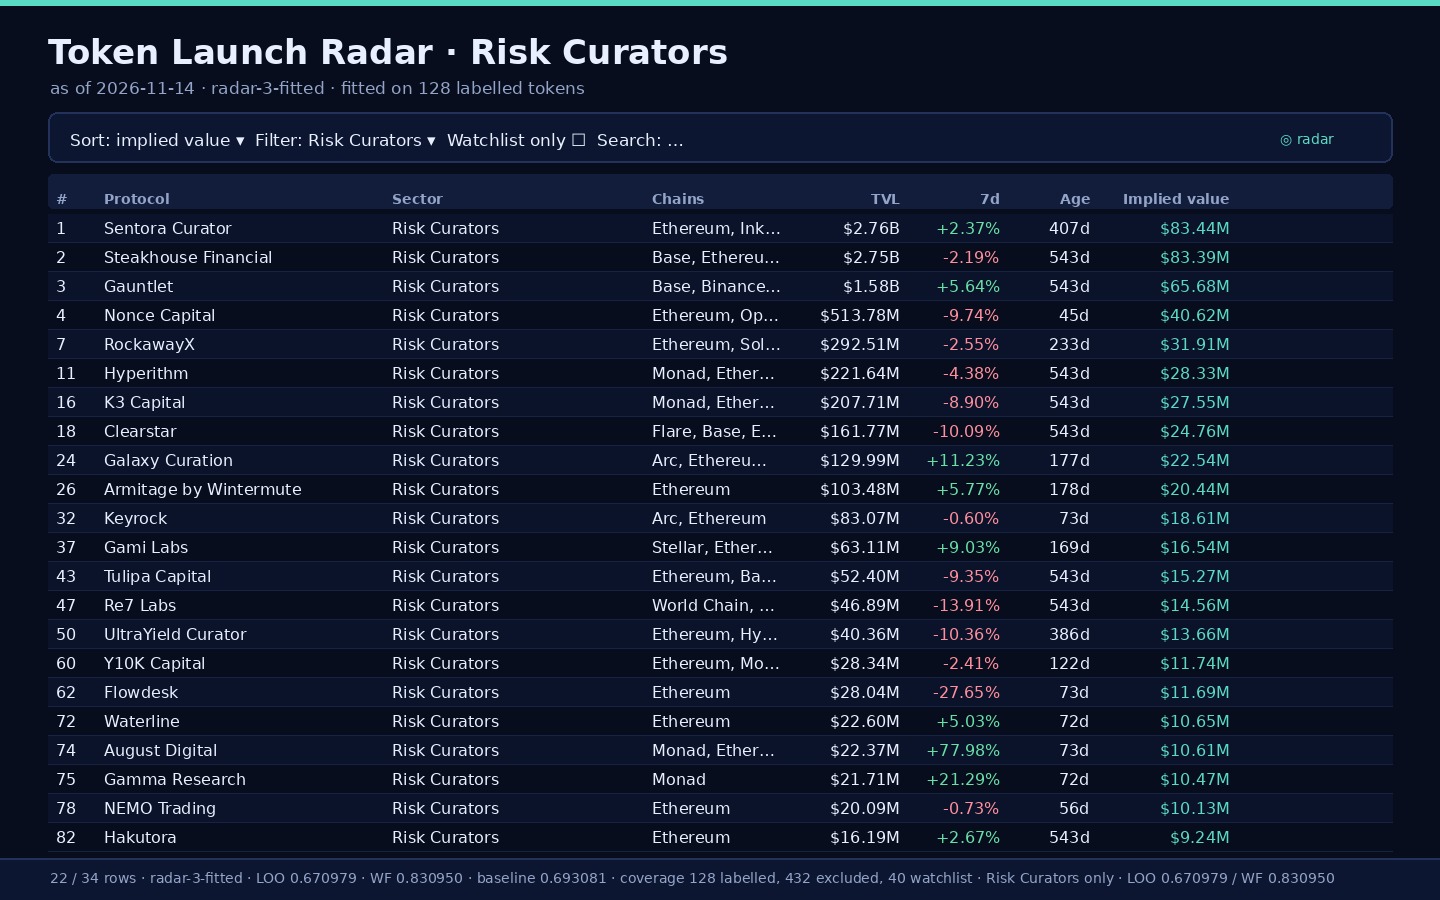 Token Launch Radar · Risk Curators
as of 2026-11-14 · radar-3-fitted · fitted on 128 labelled tokens
Sort: implied value ▾ Filter: Risk Curators ▾ Watchlist only ☐ Search: … ◎ radar
# Protocol Sector Chains TVL 7d Age Implied value
1 Sentora Curator Risk Curators Ethereum, Ink… $2.76B +2.37% 407d $83.44M
2 Steakhouse Financial Risk Curators Base, Ethereu… $2.75B -2.19% 543d $83.39M
3 Gauntlet Risk Curators Base, Binance… $1.58B +5.64% 543d $65.68M
4 Nonce Capital Risk Curators Ethereum, Op… $513.78M -9.74% 45d $40.62M
7 RockawayX Risk Curators Ethereum, Sol… $292.51M -2.55% 233d $31.91M
11 Hyperithm Risk Curators Monad, Ether… $221.64M -4.38% 543d $28.33M
16 K3 Capital Risk Curators Monad, Ether… $207.71M -8.90% 543d $27.55M
18 Clearstar Risk Curators Flare, Base, E… $161.77M -10.09% 543d $24.76M
24 Galaxy Curation Risk Curators Arc, Ethereu… $129.99M +11.23% 177d $22.54M
26 Armitage by Wintermute Risk Curators Ethereum $103.48M +5.77% 178d $20.44M
32 Keyrock Risk Curators Arc, Ethereum $83.07M -0.60% 73d $18.61M
37 Gami Labs Risk Curators Stellar, Ether… $63.11M +9.03% 169d $16.54M
43 Tulipa Capital Risk Curators Ethereum, Ba… $52.40M -9.35% 543d $15.27M
47 Re7 Labs Risk Curators World Chain, … $46.89M -13.91% 543d $14.56M
50 UltraYield Curator Risk Curators Ethereum, Hy… $40.36M -10.36% 386d $13.66M
60 Y10K Capital Risk Curators Ethereum, Mo… $28.34M -2.41% 122d $11.74M
62 Flowdesk Risk Curators Ethereum $28.04M -27.65% 73d $11.69M
72 Waterline Risk Curators Ethereum $22.60M +5.03% 72d $10.65M
74 August Digital Risk Curators Monad, Ether… $22.37M +77.98% 73d $10.61M
75 Gamma Research Risk Curators Monad $21.71M +21.29% 72d $10.47M
78 NEMO Trading Risk Curators Ethereum $20.09M -0.73% 56d $10.13M
82 Hakutora Risk Curators Ethereum $16.19M +2.67% 543d $9.24M
22 / 34 rows · radar-3-fitted · LOO 0.670979 · WF 0.830950 · baseline 0.693081 · coverage 128 labelled, 432 excluded, 40 watchlist · Risk Curators only · LOO 0.670979 / WF 0.830950